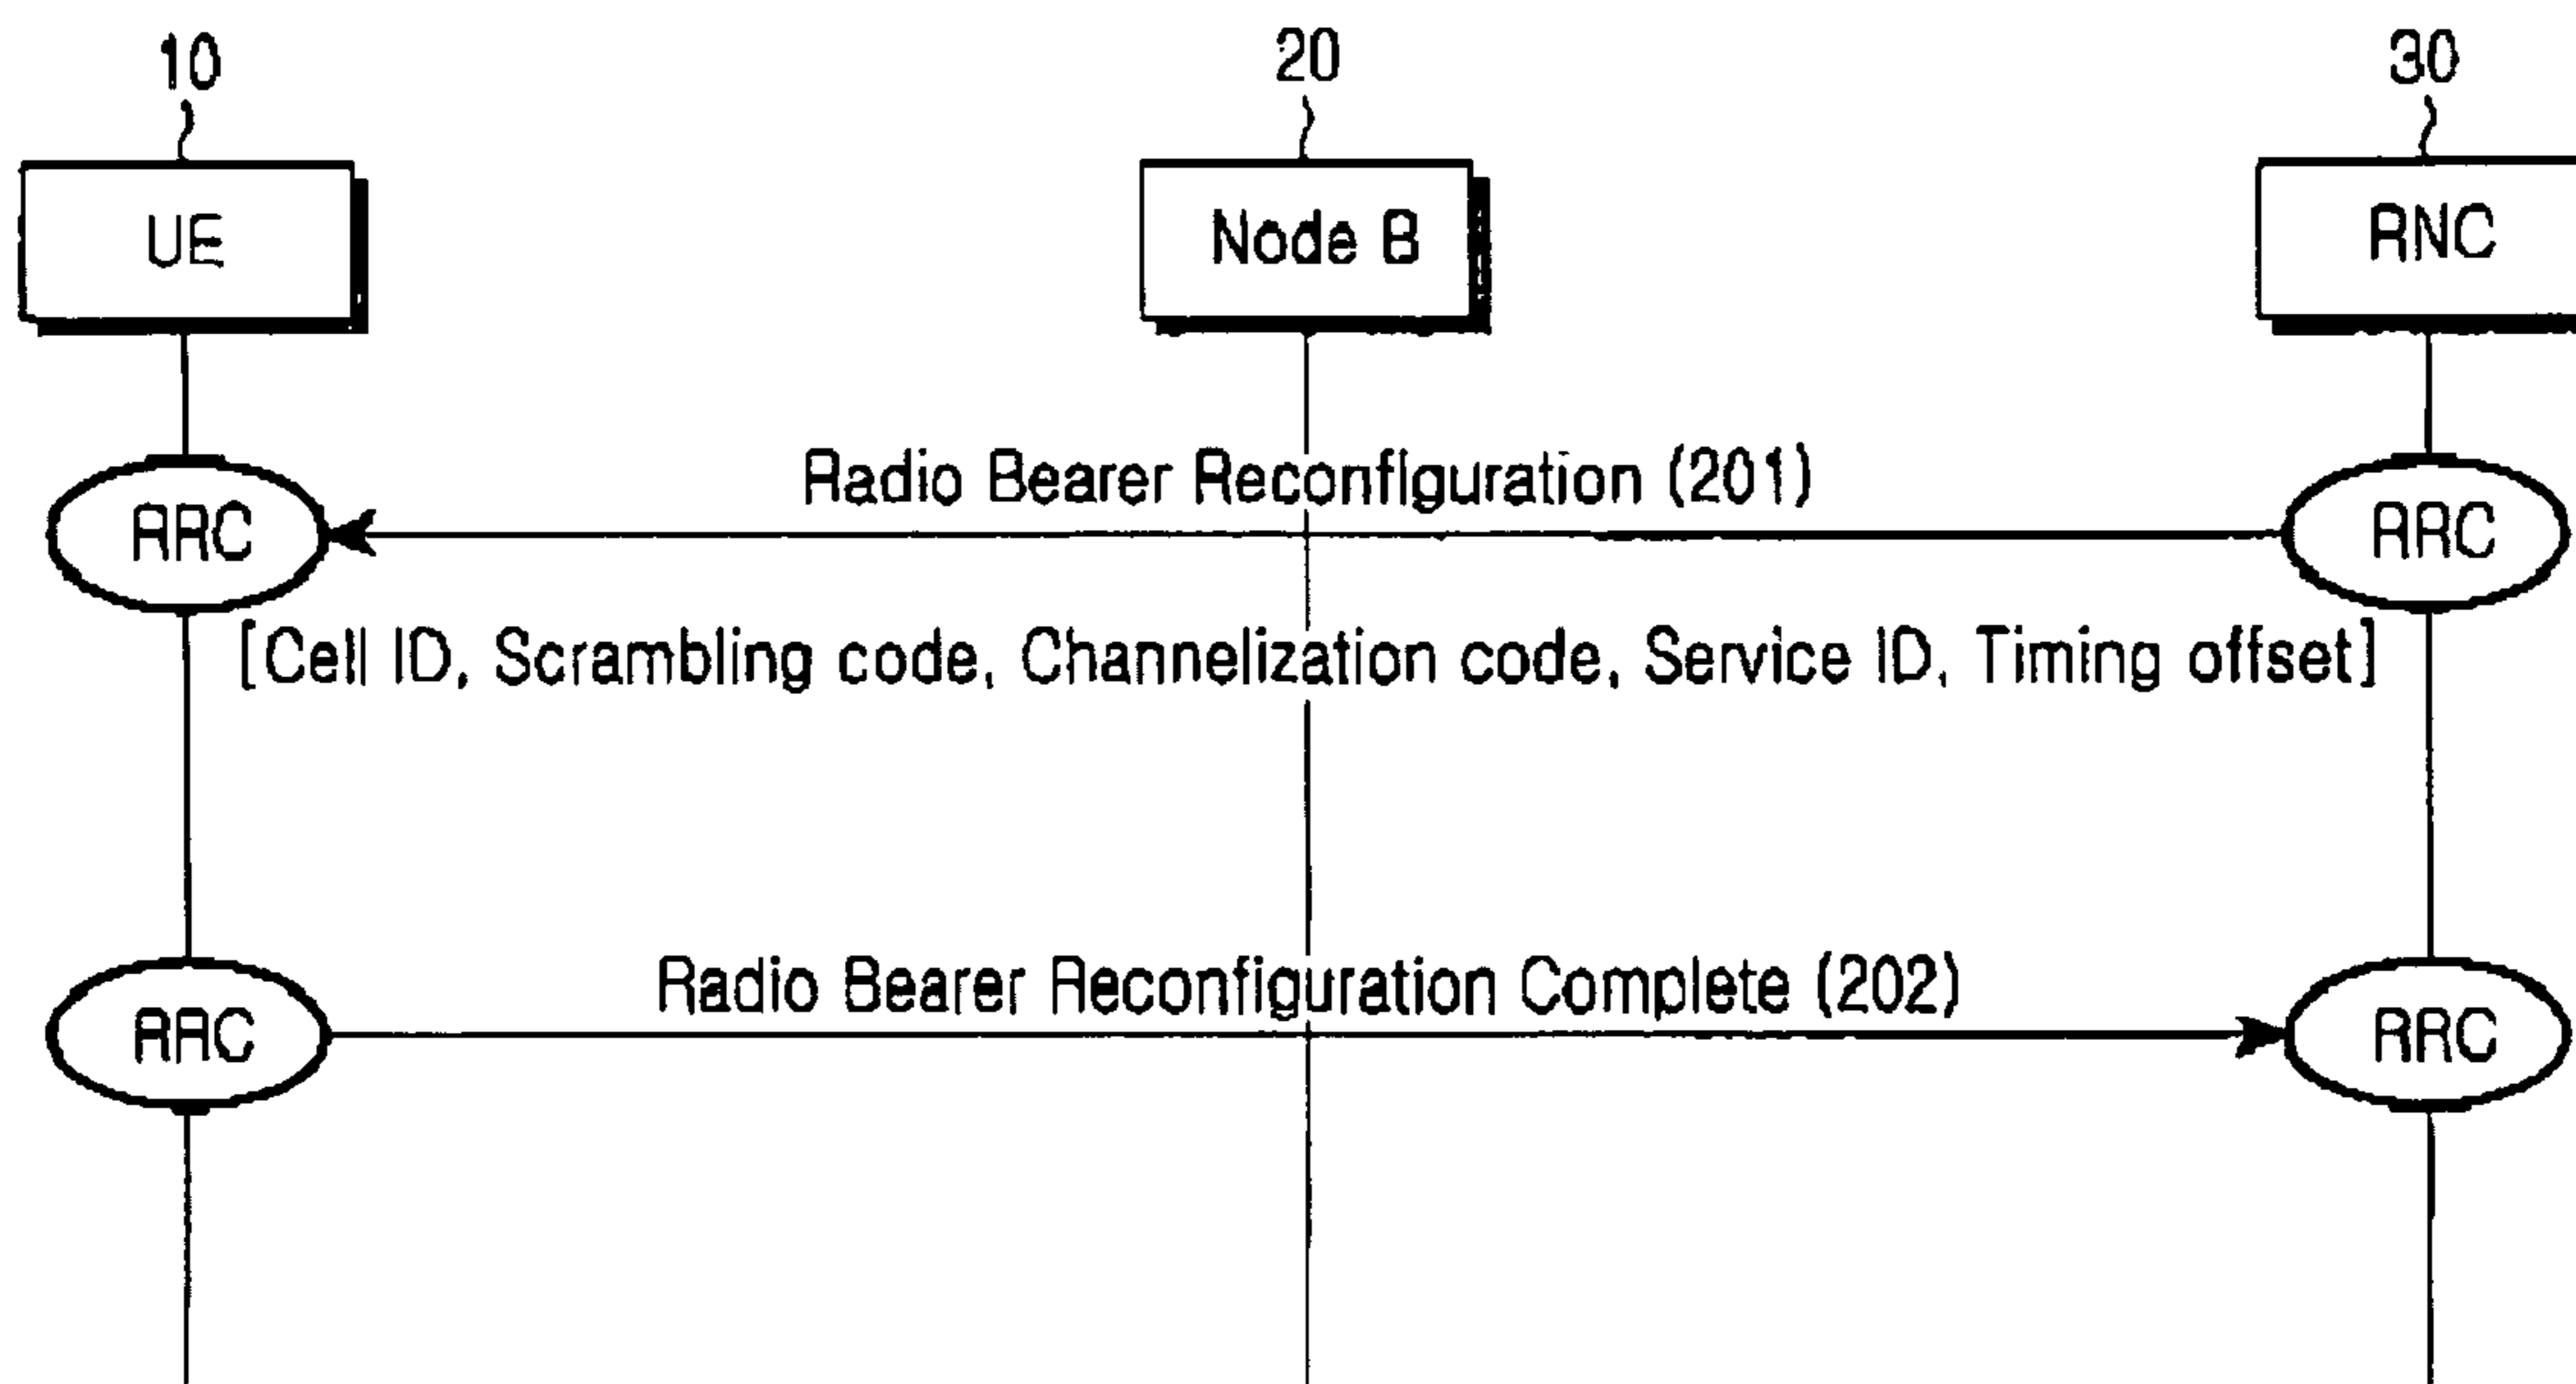 10
20
30
UE
Node B
RNC
Radio Bearer Reconfiguration (201)
RRC
RRC
[Cell ID, Scrambling code, Channelization code, Service ID, Timing offset]
Radio Bearer Reconfiguration Complete (202)
RRC
RRC